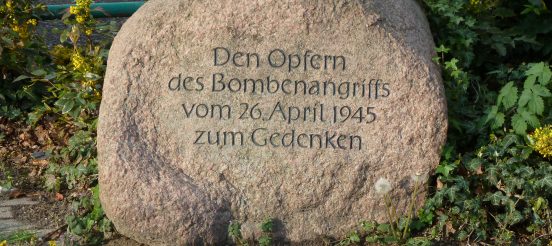 Den Opfern
des Bombenangriffs
vom 26. April 1945
zum Gedenken